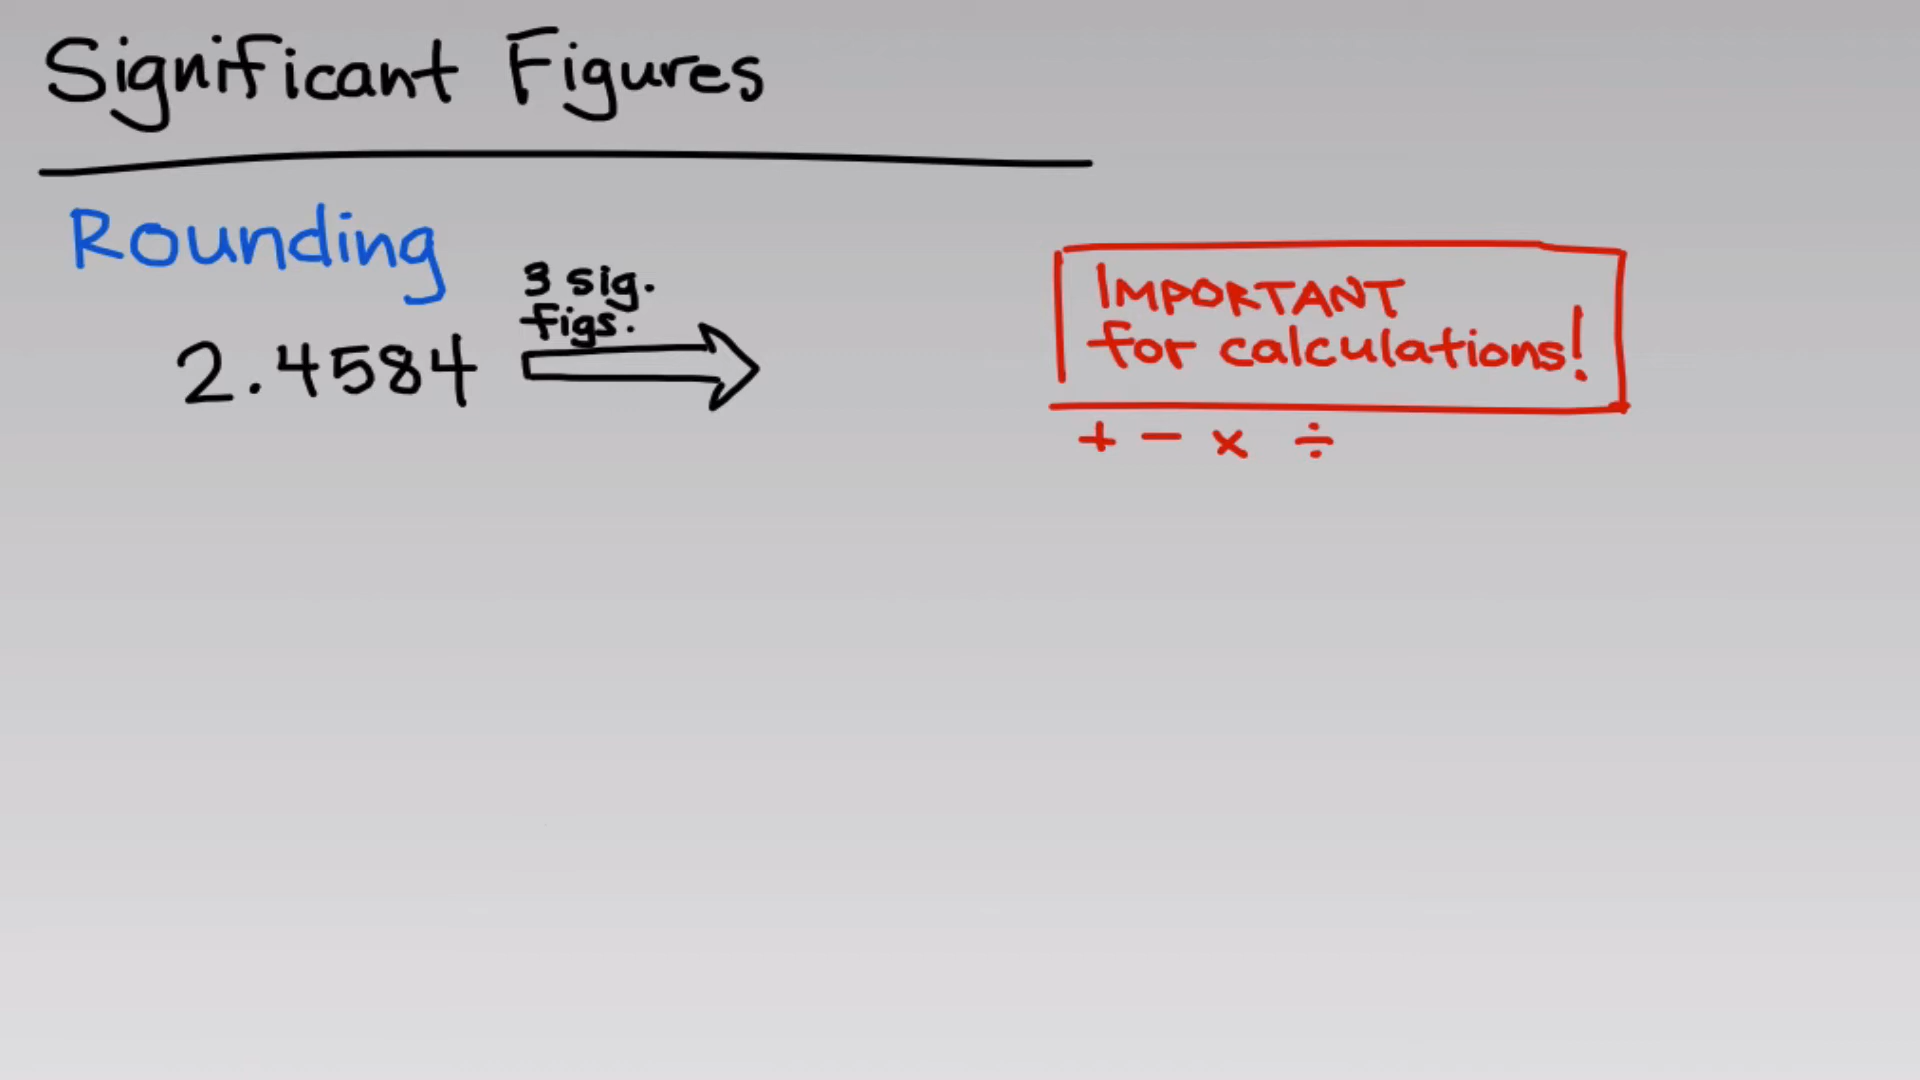 Significant Figures
Rounding
3 sig.
figs.
2.4584
IMPORTANT
for calculations!
+ − × ÷